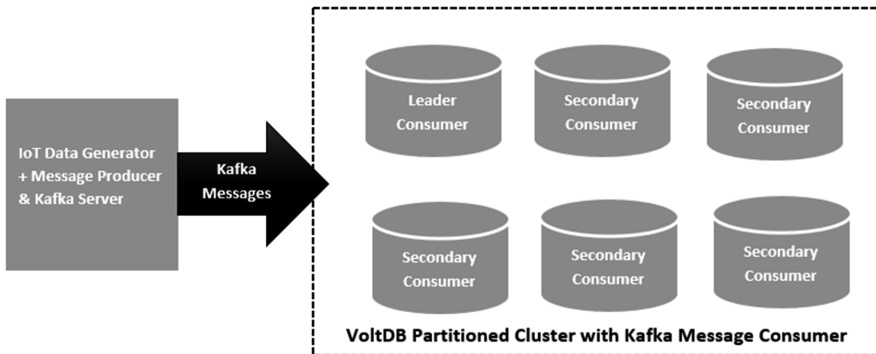 IoT Data Generator
+ Message Producer
& Kafka Server
Kafka
Messages
Leader
Consumer
Secondary
Consumer
Secondary
Consumer
Secondary
Consumer
Secondary
Consumer
Secondary
Consumer
VoltDB Partitioned Cluster with Kafka Message Consumer